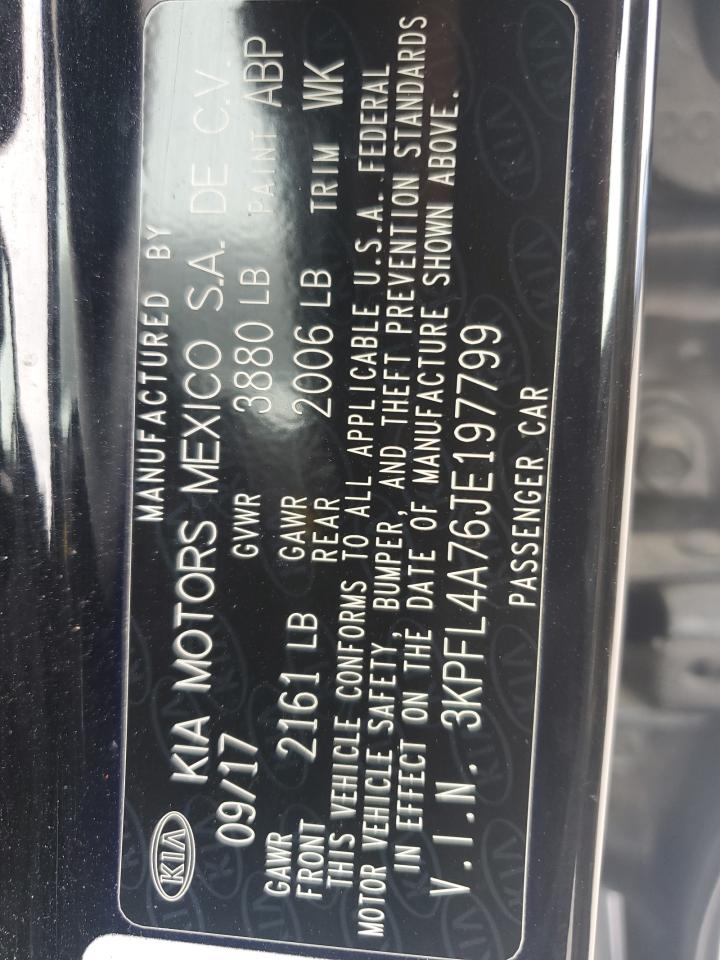 MANUFACTURED BY
KIA KIA MOTORS MEXICO S.A. DE C.V.
09/17 GVWR 3880 LB PAINT ABP
GAWR FRONT 2161 LB GAWR REAR 2006 LB TRIM WK
THIS VEHICLE CONFORMS TO ALL APPLICABLE U.S.A. FEDERAL
MOTOR VEHICLE SAFETY, BUMPER, AND THEFT PREVENTION STANDARDS
IN EFFECT ON THE DATE OF MANUFACTURE SHOWN ABOVE.
V.I.N. 3KPFL4A76JE197799
PASSENGER CAR